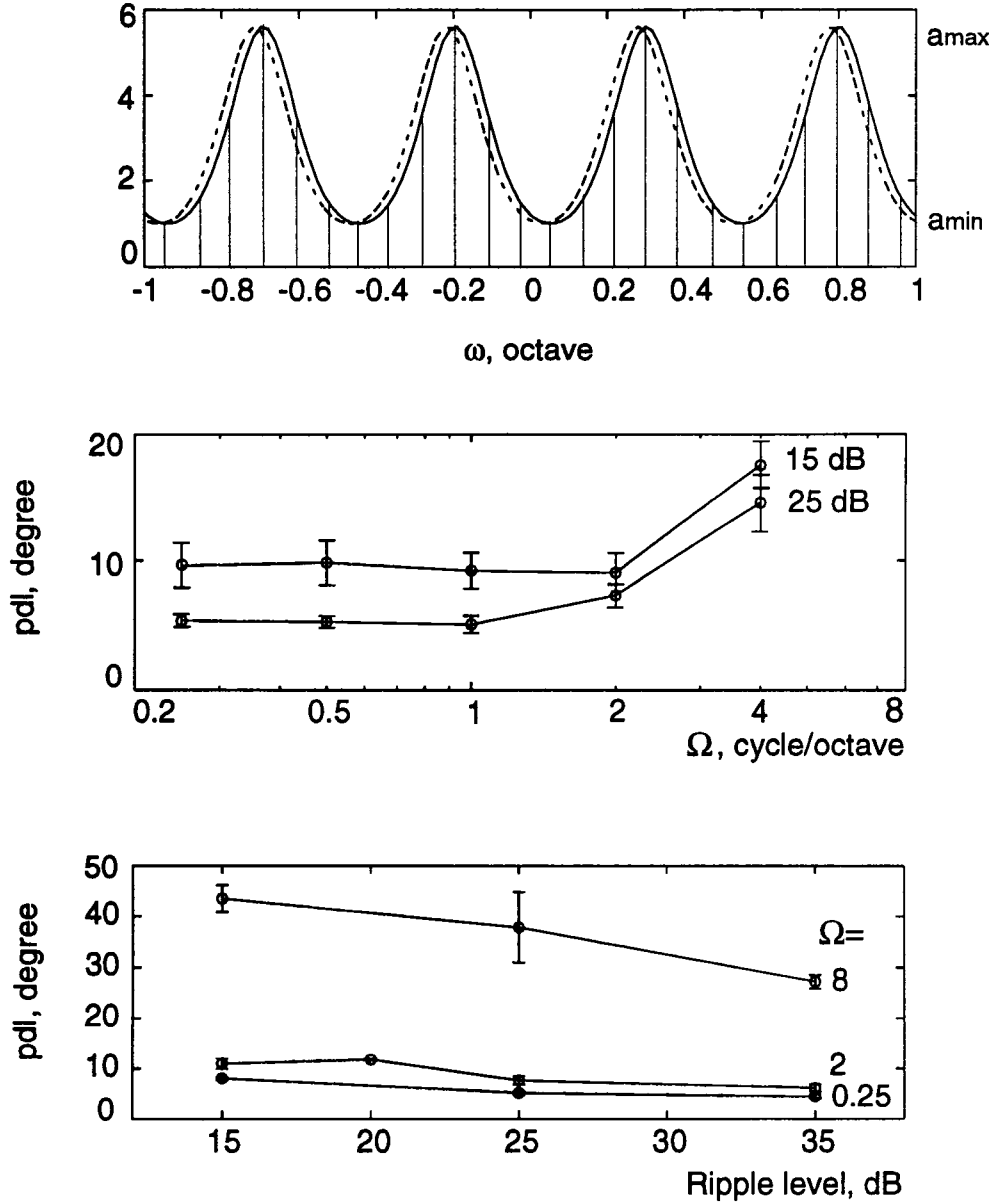 6
amax
4
2
amin
0
-1 -0.8 -0.6 -0.4 -0.2 0 0.2 0.4 0.6 0.8 1
ω, octave
20
15 dB
25 dB
pdl, degree
10
0
0.2 0.5 1 2 4 8
Ω, cycle/octave
50
40
Ω=
pdl, degree
30
8
20
10
2
0.25
0
15 20 25 30 35
Ripple level, dB